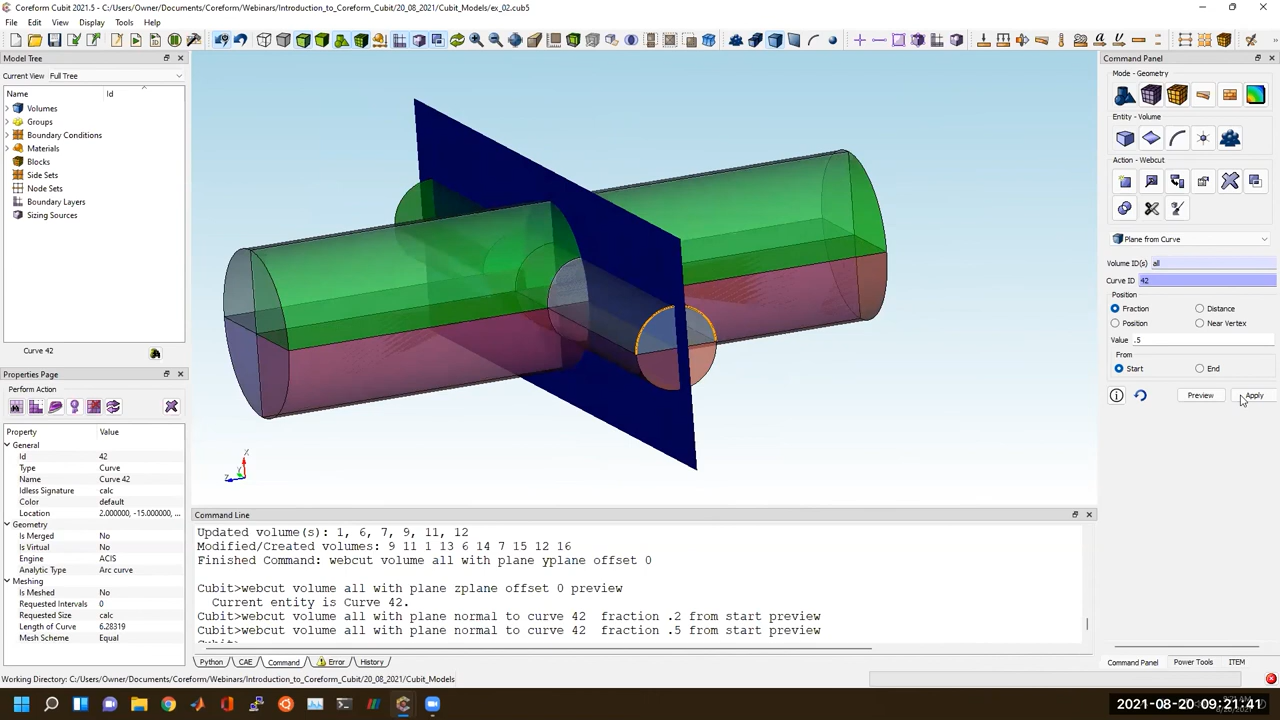 Coreform Cubit 2021.5 - C:/Users/Owner/Documents/Coreform/Webinars/Introduction_to_Coreform_Cubit/20_08_2021/Cubit_Models/ex_02.cub5
File Edit View Display Tools Help
Model Tree
Current View Full Tree
Name Id
Volumes
Groups
Boundary Conditions
Materials
Blocks
Side Sets
Node Sets
Boundary Layers
Sizing Sources
Curve 42
Properties Page
Perform Action
Property Value
General
Id 42
Type Curve
Name Curve 42
Idless Signature calc
Color default
Location 2.000000, -15.000000, ...
Geometry
Is Merged No
Is Virtual No
Engine ACIS
Analytic Type Arc curve
Meshing
Is Meshed No
Requested Intervals 0
Requested Size calc
Length of Curve 6.28319
Mesh Scheme Equal
X
Z
Command Line
Updated volume(s): 1, 6, 7, 9, 11, 12
Modified/Created volumes: 9 11 1 13 6 14 7 15 12 16
Finished Command: webcut volume all with plane yplane offset 0
Cubit>webcut volume all with plane zplane offset 0 preview
Current entity is Curve 42.
Cubit>webcut volume all with plane normal to curve 42 fraction .2 from start preview
Cubit>webcut volume all with plane normal to curve 42 fraction .5 from start preview
Python CAE Command Error History
Command Panel
Mode - Geometry
Entity - Volume
Action - Webcut
Plane from Curve
Volume ID(s) all
Curve ID 42
Position
Fraction Distance
Position Near Vertex
Value .5
From
Start End
Preview Apply
Command Panel Power Tools ITEM
Working Directory: C:/Users/Owner/Documents/Coreform/Webinars/Introduction_to_Coreform_Cubit/20_08_2021/Cubit_Models
2021-08-20 09:21:41